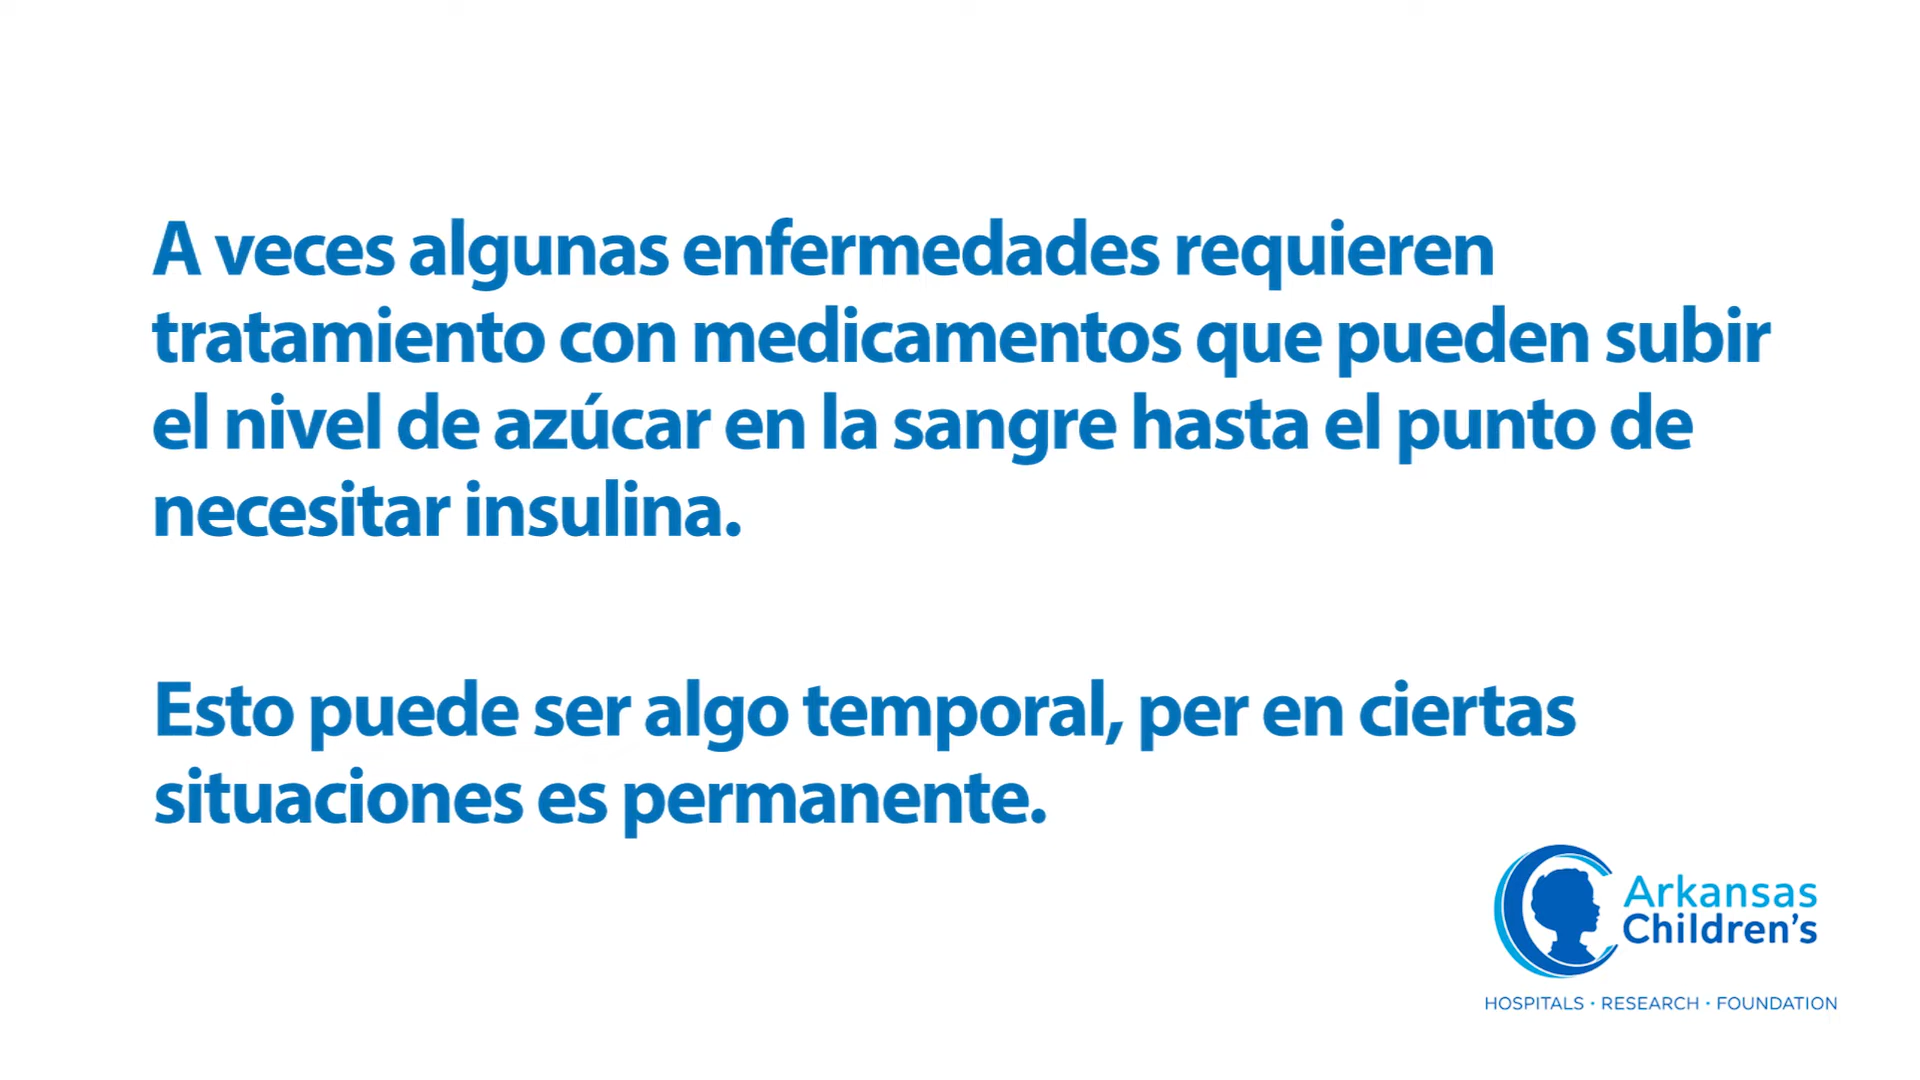 A veces algunas enfermedades requieren
tratamiento con medicamentos que pueden subir
el nivel de azúcar en la sangre hasta el punto de
necesitar insulina.
Esto puede ser algo temporal, per en ciertas
situaciones es permanente.
Arkansas
Children's
HOSPITALS · RESEARCH · FOUNDATION